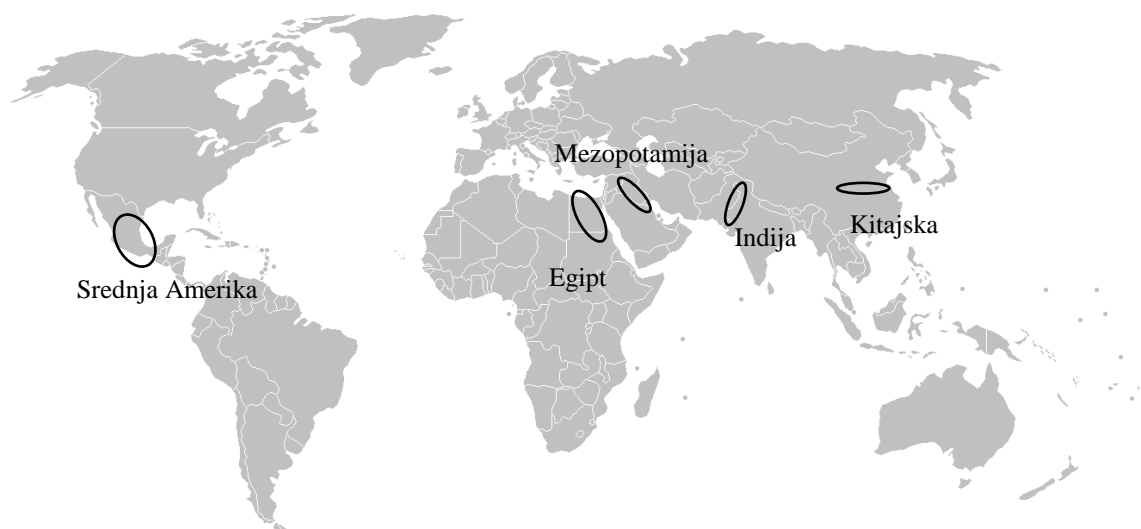 Mezopotamija
Kitajska
Indija
Egipt
Srednja Amerika